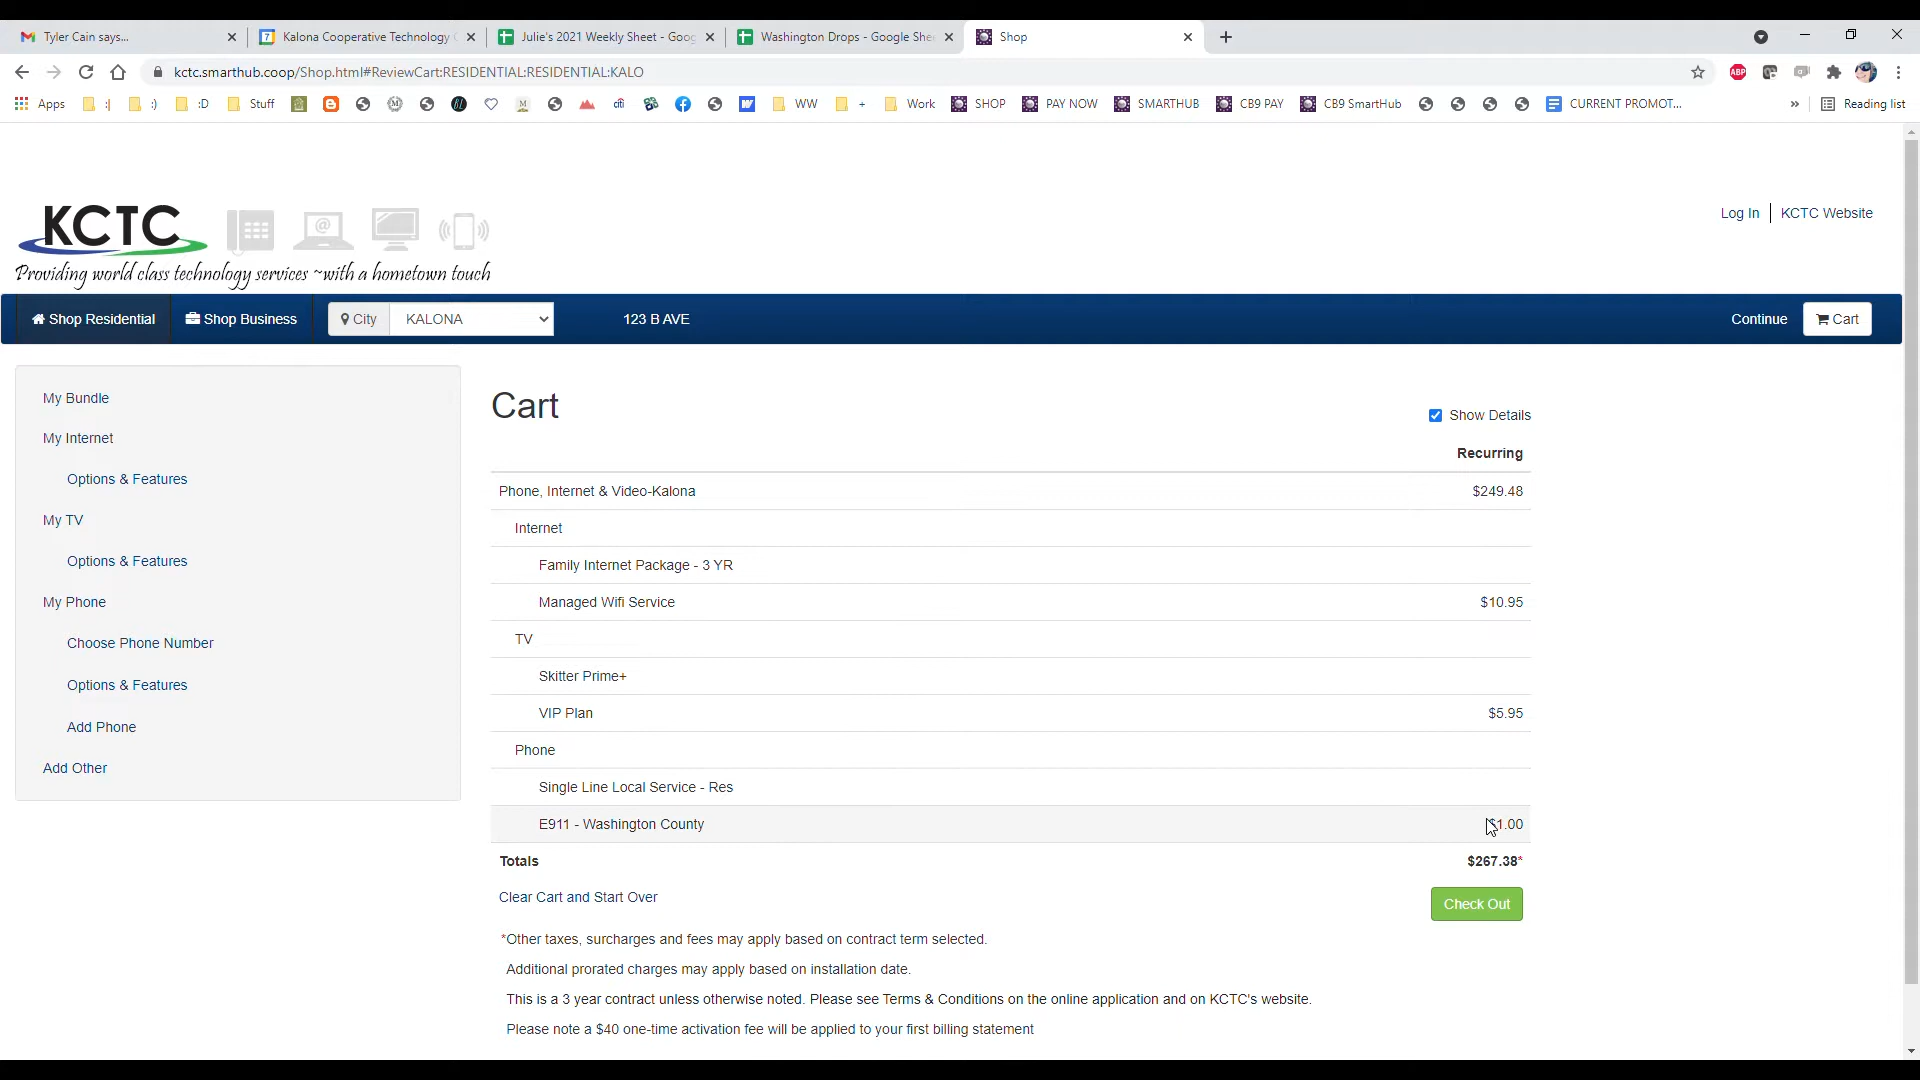 Tyler Cain says...
Kalona Cooperative Technology
Julie's 2021 Weekly Sheet - Goog
Washington Drops - Google She
Shop
kctc.smarthub.coop/Shop.html#ReviewCart:RESIDENTIAL:RESIDENTIAL:KALO
Apps :| :) :D Stuff WW + Work SHOP PAY NOW SMARTHUB CB9 PAY CB9 SmartHub CURRENT PROMOT... » Reading list
KCTC
Providing world class technology services ~with a hometown touch
Log In KCTC Website
Shop Residential Shop Business City KALONA 123 B AVE Continue Cart
My Bundle
My Internet
Options & Features
My TV
Options & Features
My Phone
Choose Phone Number
Options & Features
Add Phone
Add Other
Cart
Show Details
Recurring
Phone, Internet & Video-Kalona $249.48
Internet
Family Internet Package - 3 YR
Managed Wifi Service $10.95
TV
Skitter Prime+
VIP Plan $5.95
Phone
Single Line Local Service - Res
E911 - Washington County $1.00
Totals $267.38*
Clear Cart and Start Over
Check Out
*Other taxes, surcharges and fees may apply based on contract term selected.
Additional prorated charges may apply based on installation date.
This is a 3 year contract unless otherwise noted. Please see Terms & Conditions on the online application and on KCTC's website.
Please note a $40 one-time activation fee will be applied to your first billing statement